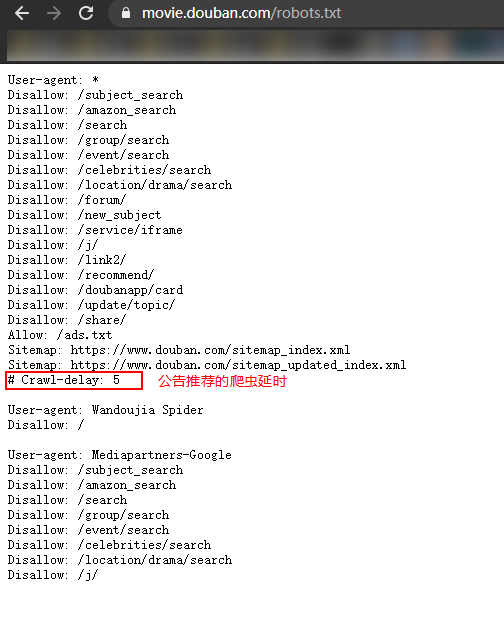 movie.douban.com/robots.txt
User-agent: *
Disallow: /subject_search
Disallow: /amazon_search
Disallow: /search
Disallow: /group/search
Disallow: /event/search
Disallow: /celebrities/search
Disallow: /location/drama/search
Disallow: /forum/
Disallow: /new_subject
Disallow: /service/iframe
Disallow: /j/
Disallow: /link2/
Disallow: /recommend/
Disallow: /doubanapp/card
Disallow: /update/topic/
Disallow: /share/
Allow: /ads.txt
Sitemap: https://www.douban.com/sitemap_index.xml
Sitemap: https://www.douban.com/sitemap_updated_index.xml
# Crawl-delay: 5 公告推荐的爬虫延时
User-agent: Wandoujia Spider
Disallow: /
User-agent: Mediapartners-Google
Disallow: /subject_search
Disallow: /amazon_search
Disallow: /search
Disallow: /group/search
Disallow: /event/search
Disallow: /celebrities/search
Disallow: /location/drama/search
Disallow: /j/